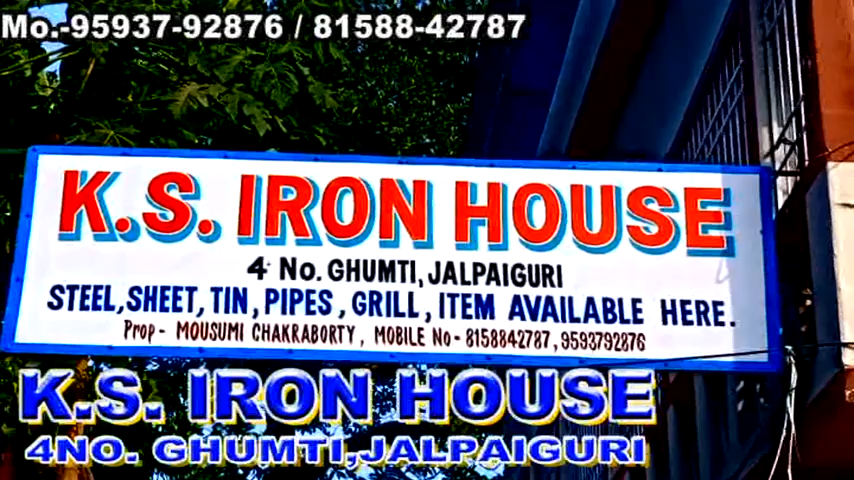 Mo.-95937-92876 / 81588-42787
K.S. IRON HOUSE
4 No. GHUMTI, JALPAIGURI
STEEL, SHEET, TIN, PIPES, GRILL, ITEM AVAILABLE HERE.
Prop - MOUSUMI CHAKRABORTY, MOBILE No - 8158842787, 9593792876
K.S. IRON HOUSE
4NO. GHUMTI,JALPAIGURI